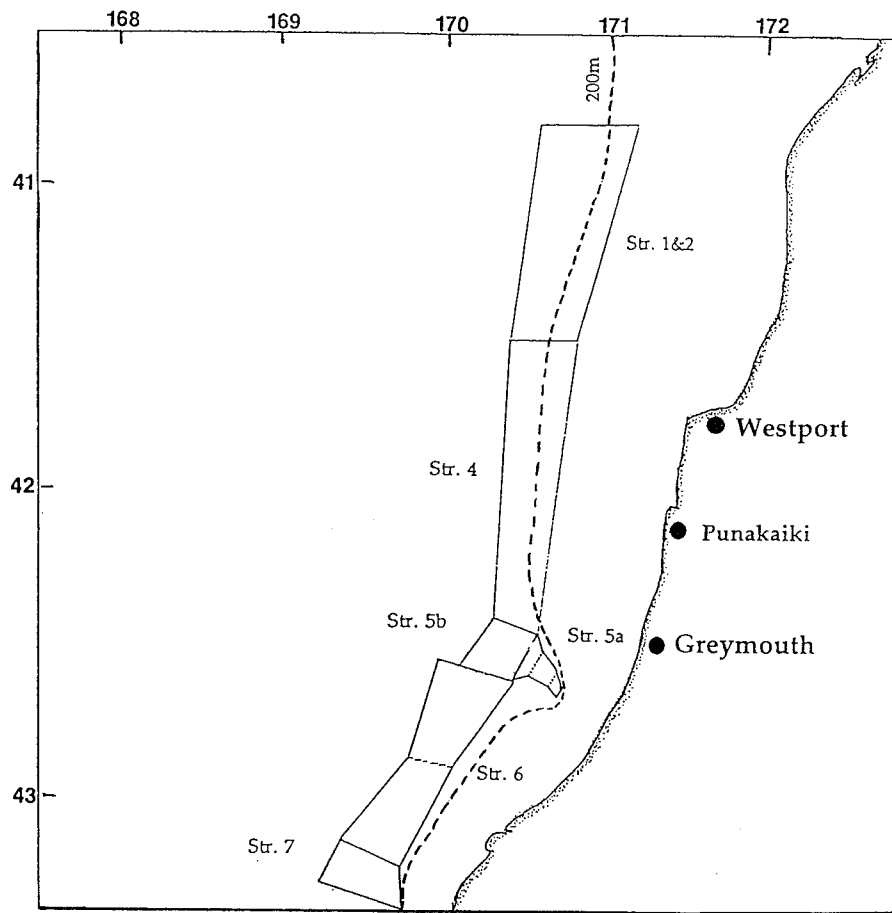 168 169 170 171 172
200m
41
Str. 1&2
Westport
Str. 4
42
Punakaiki
Str. 5b
Str. 5a
Greymouth
Str. 6
43
Str. 7